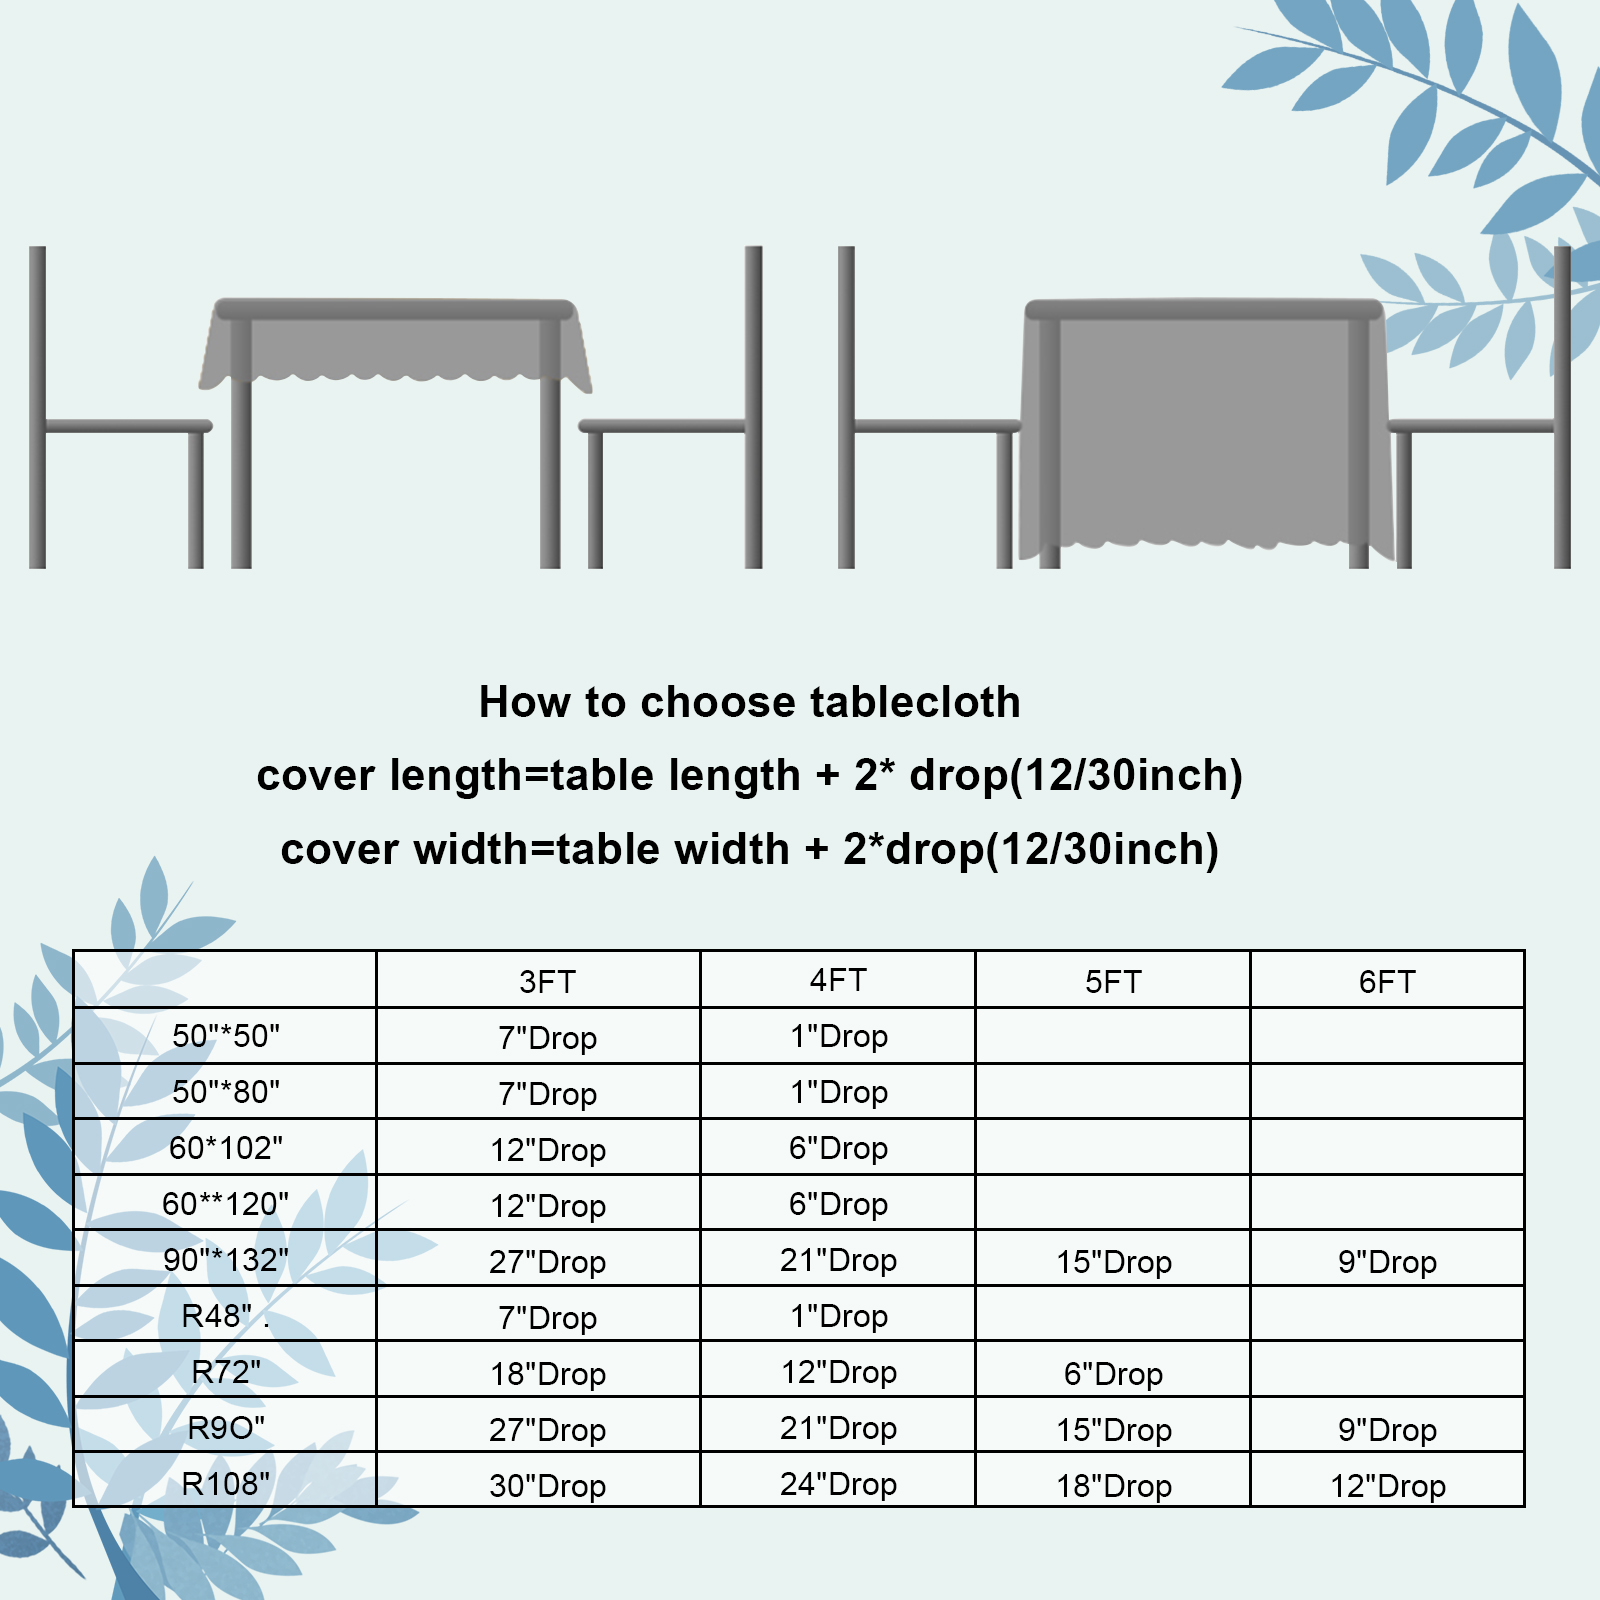 How to choose tablecloth
cover length=table length + 2* drop(12/30inch)
cover width=table width + 2*drop(12/30inch)
3FT 4FT 5FT 6FT
50"*50" 7"Drop 1"Drop
50"*80" 7"Drop 1"Drop
60*102" 12"Drop 6"Drop
60**120" 12"Drop 6"Drop
90"*132" 27"Drop 21"Drop 15"Drop 9"Drop
R48" . 7"Drop 1"Drop
R72" 18"Drop 12"Drop 6"Drop
R9O" 27"Drop 21"Drop 15"Drop 9"Drop
R108" 30"Drop 24"Drop 18"Drop 12"Drop